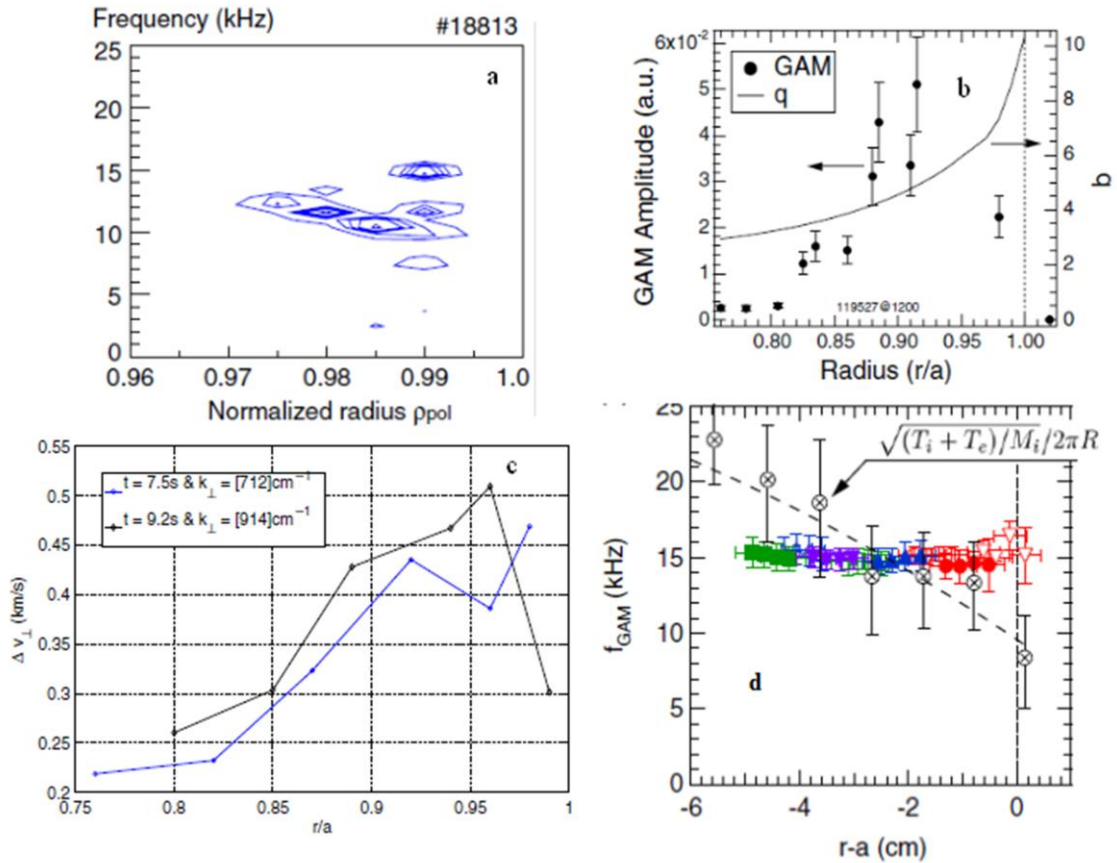 Frequency (kHz)
#18813
a
25
20
15
10
5
0
0.96
0.97
0.98
0.99
1.0
Normalized radius ρpol
6x10-2
5
4
3
2
1
0
GAM Amplitude (a.u.)
GAM
q
b
119527@1200
10
8
6
4
2
0
q
0.80
0.85
0.90
0.95
1.00
Radius (r/a)
0.55
0.5
0.45
0.4
0.35
0.3
0.25
0.2
Δ v⊥ (km/s)
t = 7.5s & k⊥ = [712]cm−1
t = 9.2s & k⊥ = [914]cm−1
c
0.75
0.8
0.85
0.9
0.95
1
r/a
25
20
15
10
5
0
fGAM (kHz)
√(Ti + Te)/Mi/2πR
d
-6
-4
-2
0
r-a (cm)